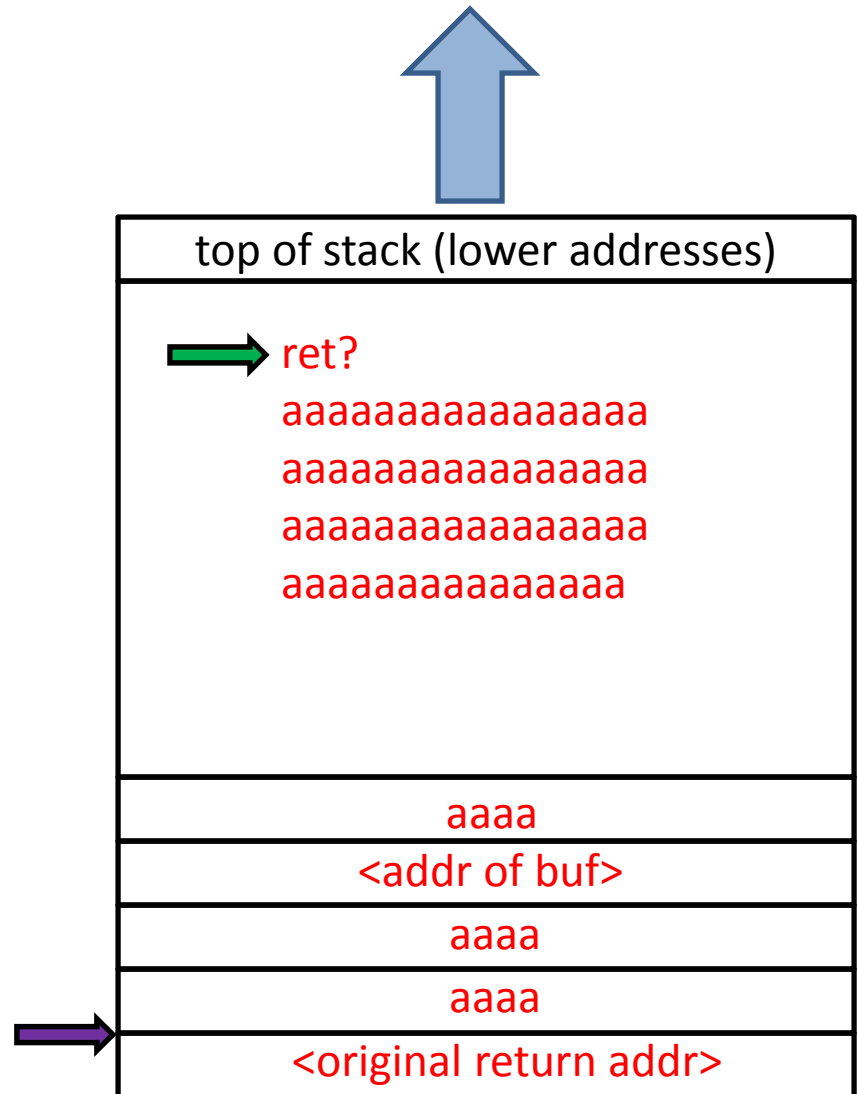 top of stack (lower addresses)
ret?
aaaaaaaaaaaaaaaa
aaaaaaaaaaaaaaaa
aaaaaaaaaaaaaaaa
aaaaaaaaaaaaaaa
aaaa
<addr of buf>
aaaa
aaaa
<original return addr>